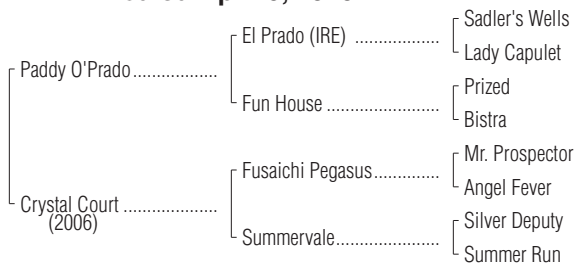 Sadler's Wells
El Prado (IRE) ...................
Lady Capulet
Paddy O'Prado ..................
Prized
Fun House .........................
Bistra
Mr. Prospector
Fusaichi Pegasus ..............
Angel Fever
Crystal Court ....................
(2006)
Silver Deputy
Summervale .......................
Summer Run